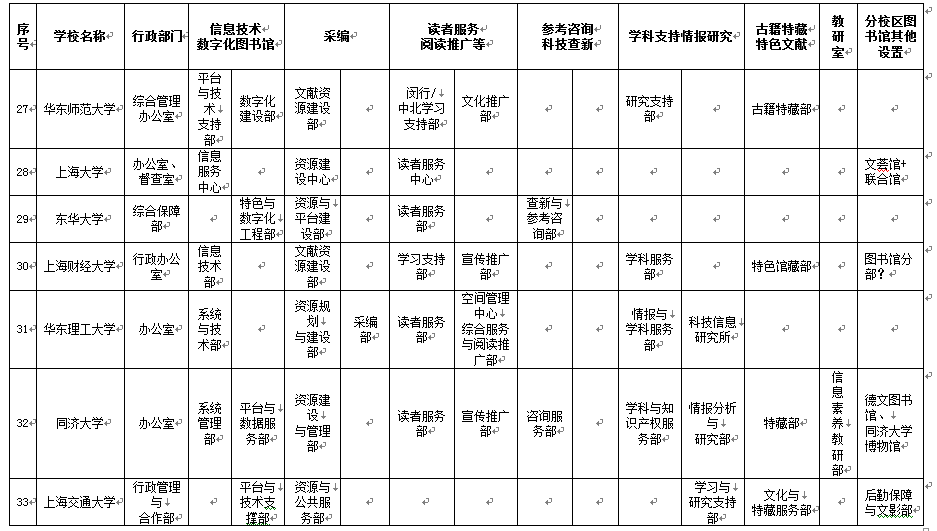 序号
学校名称
行政部门
信息技术
数字化图书馆
采编
读者服务
阅读推广等
参考咨询
科技查新
学科支持情报研究
古籍特藏
特色文献
教研室
分校区图
书馆其他
设置
27
华东师范大学
综合管理
办公室
平台
与技
术
支持
部
数字化
建设部
文献资
源建设
部
闵行/
中北学习
支持部
文化推广
部
研究支持
部
古籍特藏部
28
上海大学
办公室、
督查室
信息
服务
中心
资源建
设中心
读者服务
中心
文荟馆+
联合馆
29
东华大学
综合保障
部
特色与
数字化
工程部
资源与
平台建
设部
读者服务
部
查新与
参考咨
询部
30
上海财经大学
行政办公
室
信息
技术
部
文献资
源建设
部
学习支持
部
宣传推广
部
学科服务
部
特色馆藏部
图书馆分
部？
31
华东理工大学
办公室
系统
与技
术部
资源规
划
与建设
部
采编
部
读者服务
部
空间管理
中心
综合服务
与阅读推
广部
情报与
学科服务
部
科技信息
研究所
32
同济大学
办公室
系统
管理
部
平台与
数据服
务部
资源建
设
与管理
部
读者服务
部
宣传推广
部
咨询服
务部
学科与知
识产权服
务部
情报分析
与
研究部
特藏部
信
息
素
养
教
研
部
德文图书
馆、
同济大学
博物馆
33
上海交通大学
行政管理
与
合作部
平台与
技术支
撑部
资源与
公共服
务部
学习与
研究支持
部
文化与
特藏服务部
后勤保障
与文影部